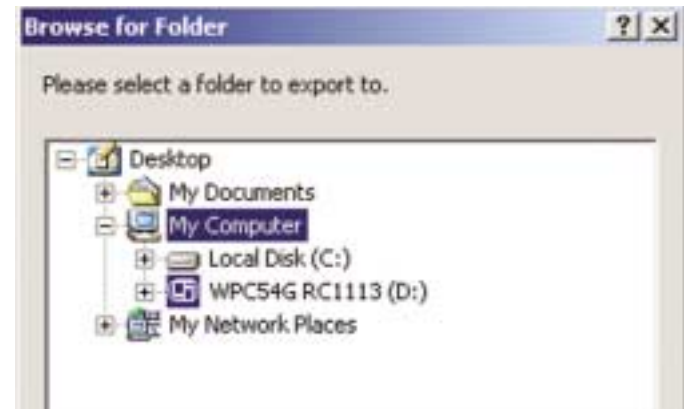 Browse for Folder
Please select a folder to export to.
Desktop
My Documents
My Computer
Local Disk (C:)
WPC54G RC1113 (D:)
My Network Places